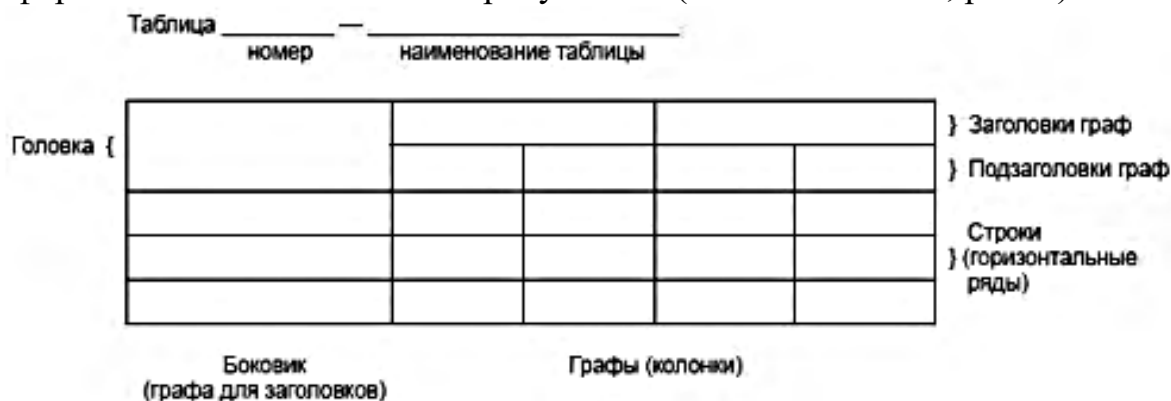 Таблица ________ — ______________________
номер наименование таблицы
Головка {
} Заголовки граф
} Подзаголовки граф
Строки
} (горизонтальные
ряды)
Боковик
(графа для заголовков)
Графы (колонки)